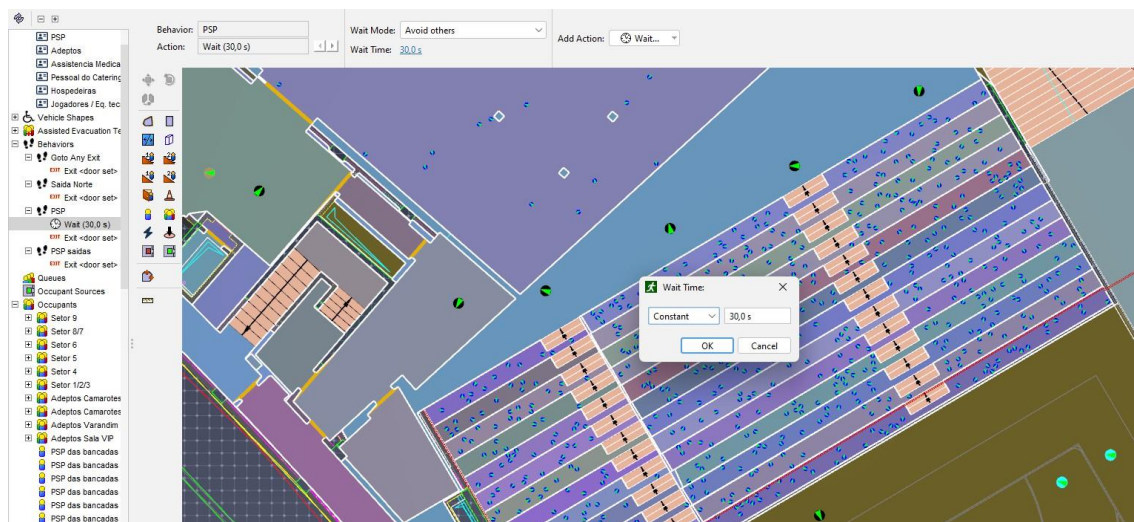 Behavior: PSP
Action: Wait (30,0 s)
Wait Mode: Avoid others
Wait Time: 30,0 s
Add Action: Wait...
PSP
Adeptos
Assistencia Medica
Pessoal do Catering
Hospedeiras
Jogadores / Eq. tec
Vehicle Shapes
Assisted Evacuation Te
Behaviors
Goto Any Exit
EXIT Exit <door set>
Saida Norte
EXIT Exit <door set>
PSP
Wait (30,0 s)
EXIT Exit <door set>
PSP saidas
EXIT Exit <door set>
Queues
Occupant Sources
Occupants
Setor 9
Setor 8/7
Setor 6
Setor 5
Setor 4
Setor 1/2/3
Adeptos Camarotes
Adeptos Camarotes
Adeptos Varandim
Adeptos Sala VIP
PSP das bancadas
PSP das bancadas
PSP das bancadas
PSP das bancadas
PSP das bancadas
PSP das bancadas
Wait Time:
Constant 30,0 s
OK Cancel